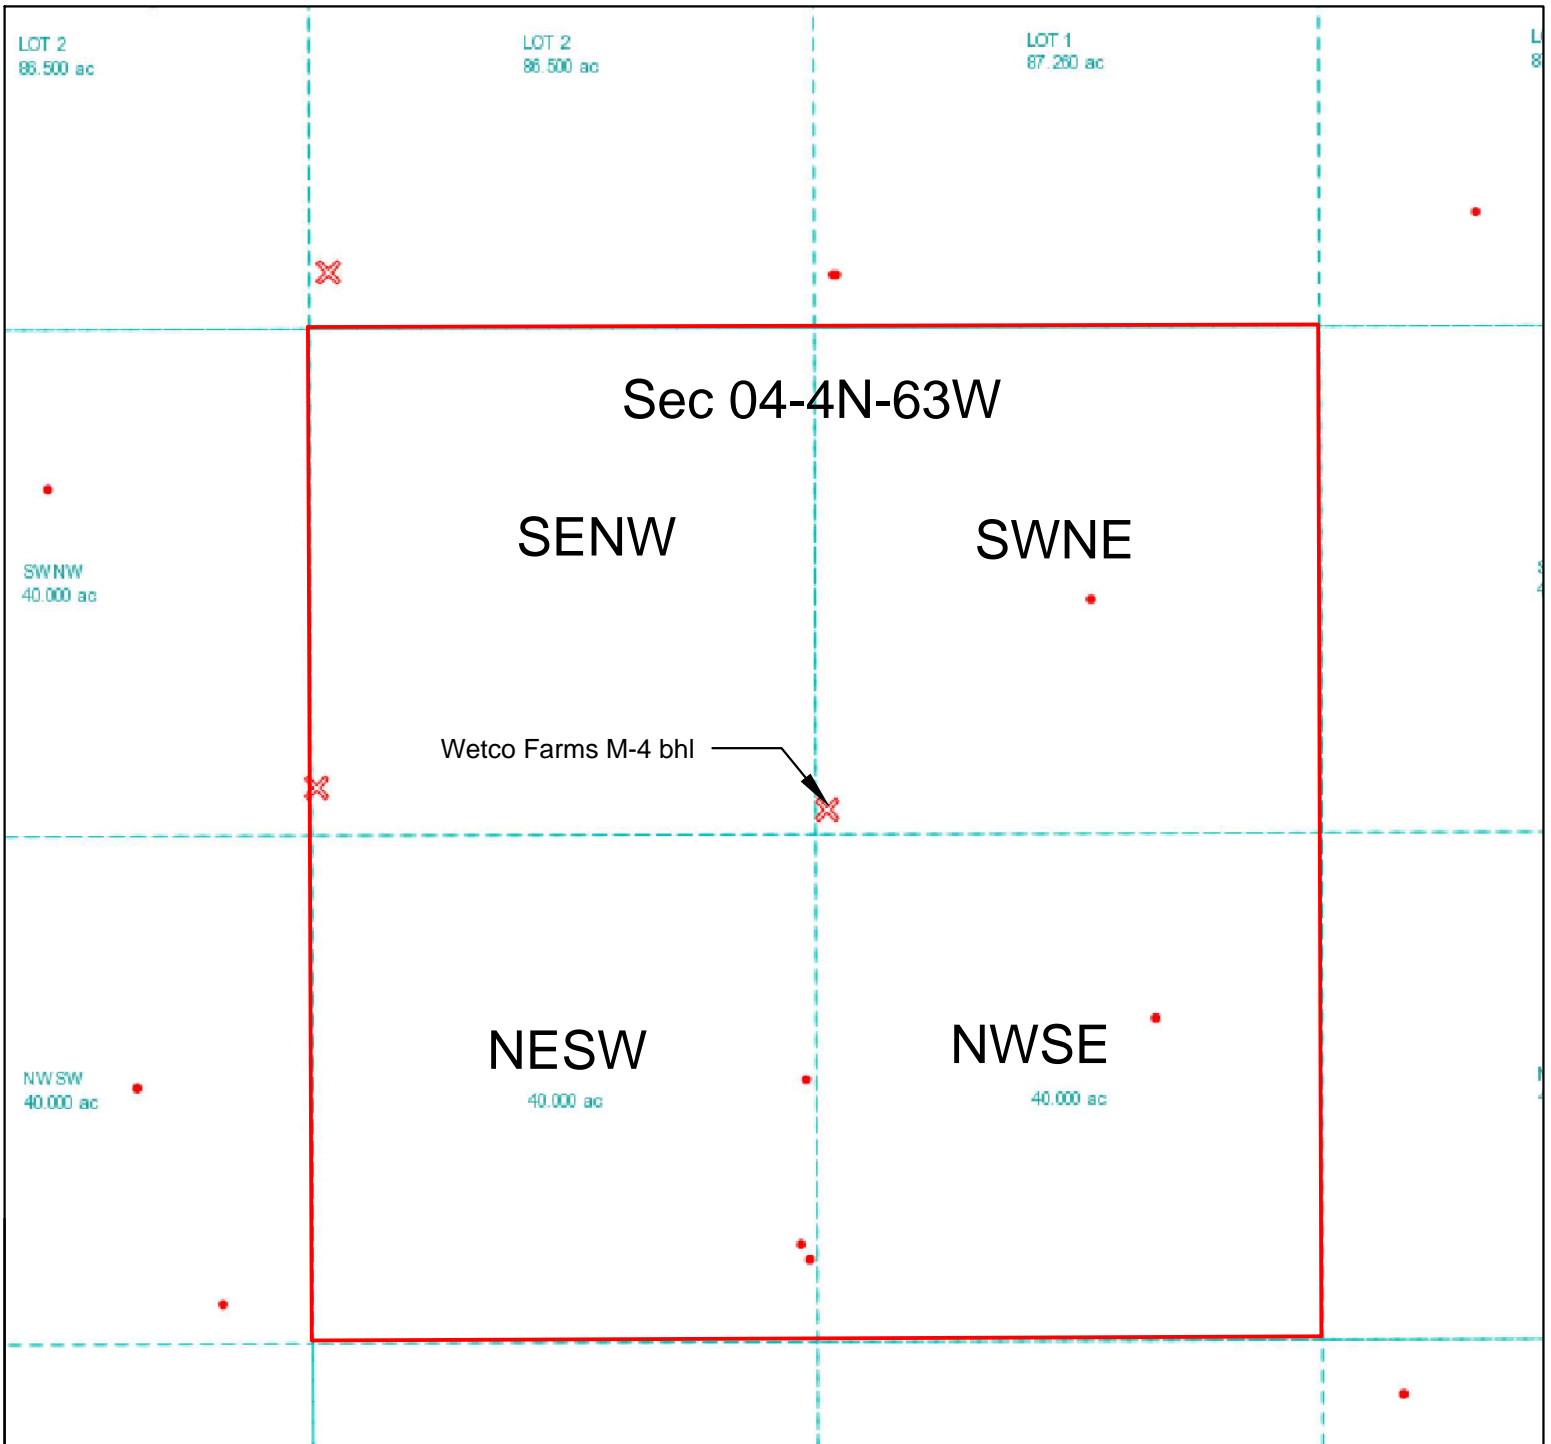 LOT 2
86.500 ac
LOT 2
86.500 ac
LOT 1
87.260 ac
Sec 04-4N-63W
SENW
SWNE
SWNW
40.000 ac
Wetco Farms M-4 bhl
NESW
40.000 ac
NWSE
40.000 ac
NWSW
40.000 ac